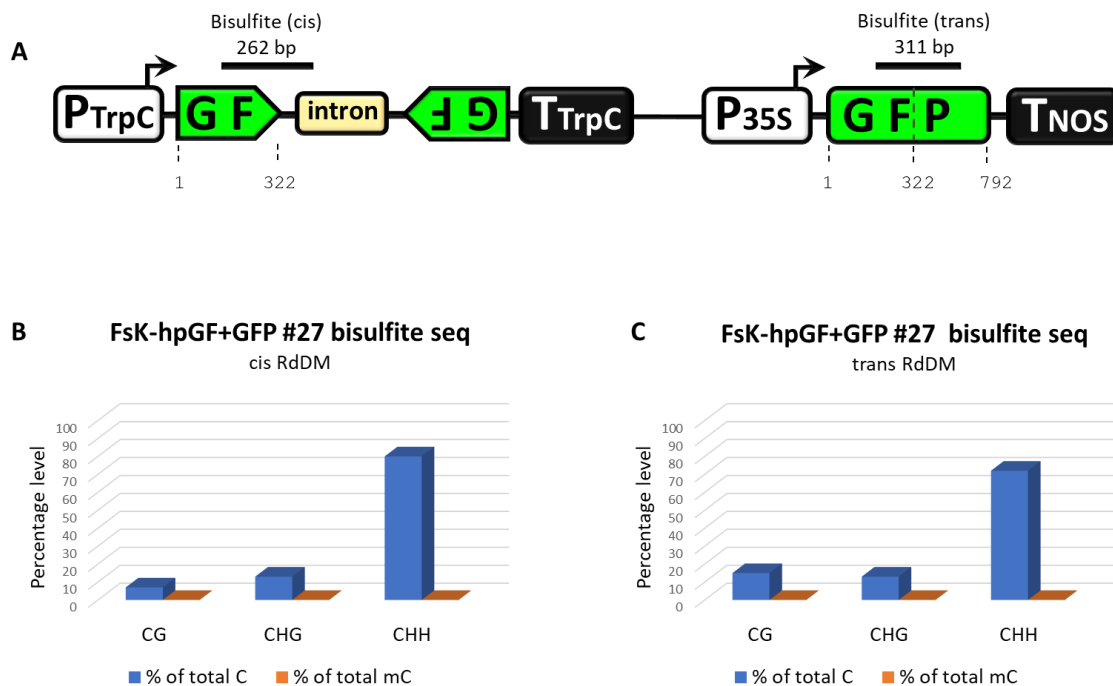 A
Bisulfite (cis)
262 bp
Bisulfite (trans)
311 bp
PTrpC
G F
intron
G F
TTrpC
P35S
G F P
TNOS
1
322
1
322
792
B
FsK-hpGF+GFP #27 bisulfite seq
cis RdDM
Percentage level
100
90
80
70
60
50
40
30
20
10
0
CG
CHG
CHH
% of total C
% of total mC
C
FsK-hpGF+GFP #27 bisulfite seq
trans RdDM
Percentage level
100
90
80
70
60
50
40
30
20
10
0
CG
CHG
CHH
% of total C
% of total mC